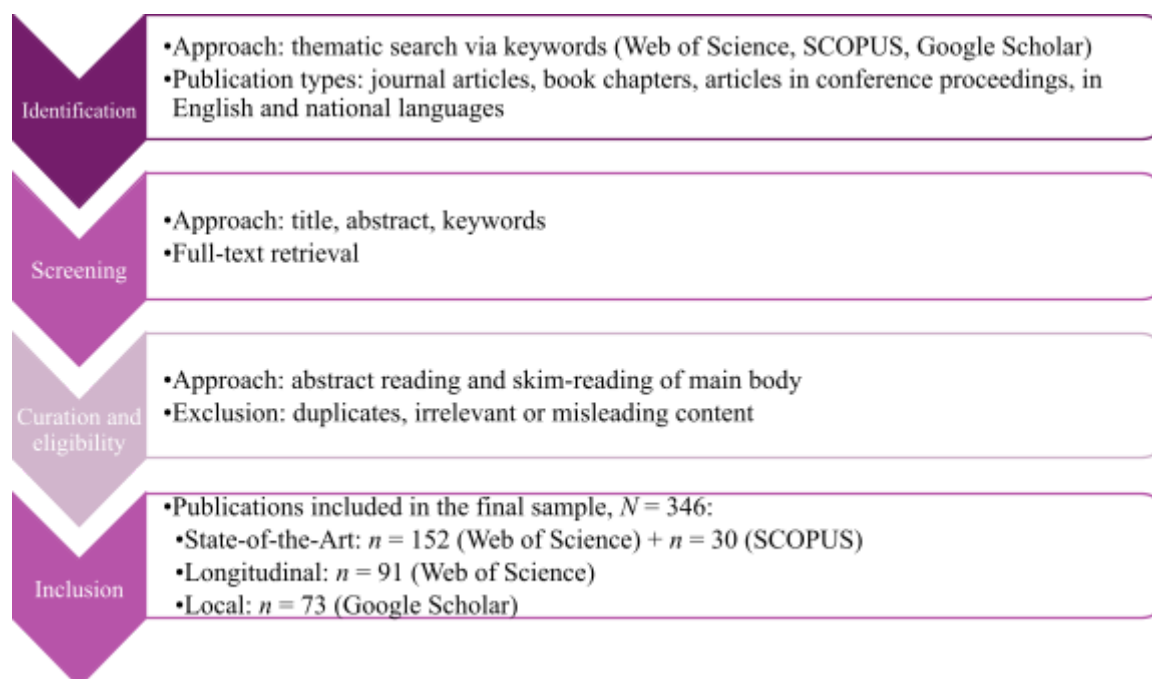 Identification
•Approach: thematic search via keywords (Web of Science, SCOPUS, Google Scholar)
•Publication types: journal articles, book chapters, articles in conference proceedings, in
English and national languages
Screening
•Approach: title, abstract, keywords
•Full-text retrieval
Curation and
eligibility
•Approach: abstract reading and skim-reading of main body
•Exclusion: duplicates, irrelevant or misleading content
Inclusion
•Publications included in the final sample, N = 346:
•State-of-the-Art: n = 152 (Web of Science) + n = 30 (SCOPUS)
•Longitudinal: n = 91 (Web of Science)
•Local: n = 73 (Google Scholar)